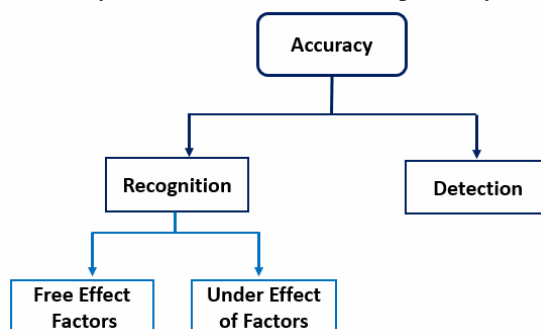 Accuracy
Recognition
Detection
Free Effect
Factors
Under Effect
of Factors